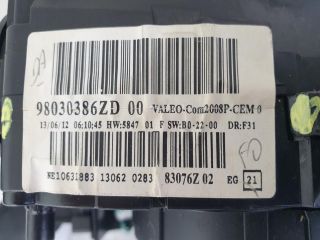 98030386ZD 00 VALEO-Com2008P-CEM 0
13/06/12 06:10:45 HW:5847 01 F SW:B0-22-00 DR:F31
NE10631883 13062 0283 83076Z 02 EG 21